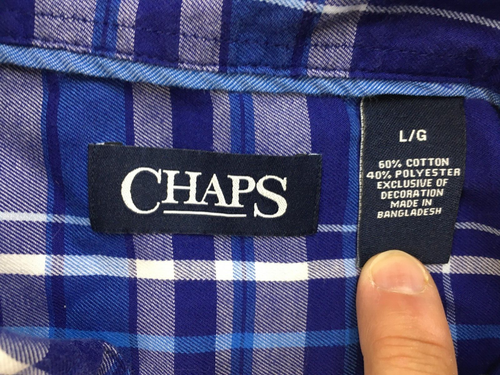 CHAPS
L/G
60% COTTON
40% POLYESTER
EXCLUSIVE OF
DECORATION
MADE IN
BANGLADESH